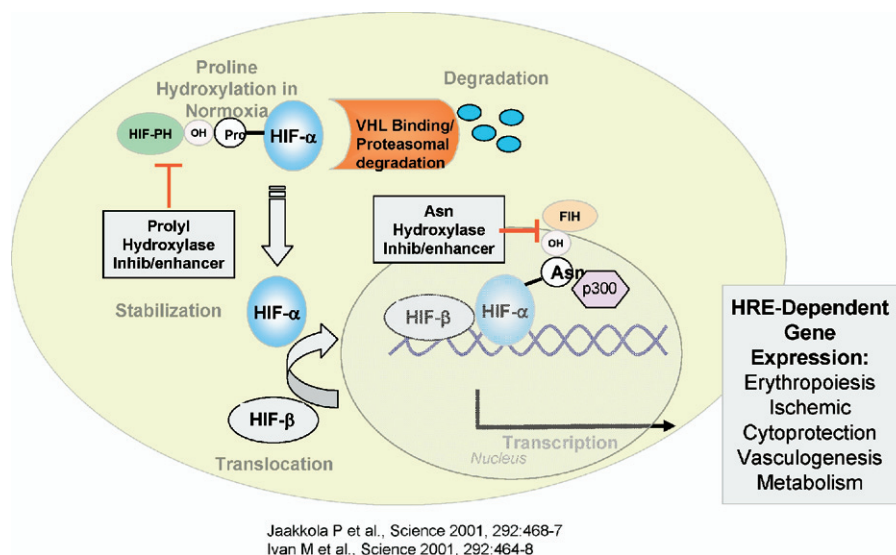 Proline
Hydroxylation in
Normoxia
Degradation
HIF-PH
OH
Pro
HIF-α
VHL Binding/
Proteasomal
degradation
Prolyl
Hydroxylase
Inhib/enhancer
Asn
Hydroxylase
Inhib/enhancer
FIH
OH
Asn
p300
Stabilization
HIF-α
HIF-β
HIF-α
HIF-β
Translocation
Transcription
Nucleus
HRE-Dependent
Gene
Expression:
Erythropoiesis
Ischemic
Cytoprotection
Vasculogenesis
Metabolism
Jaakkola P et al., Science 2001, 292:468-7
Ivan M et al., Science 2001, 292:464-8